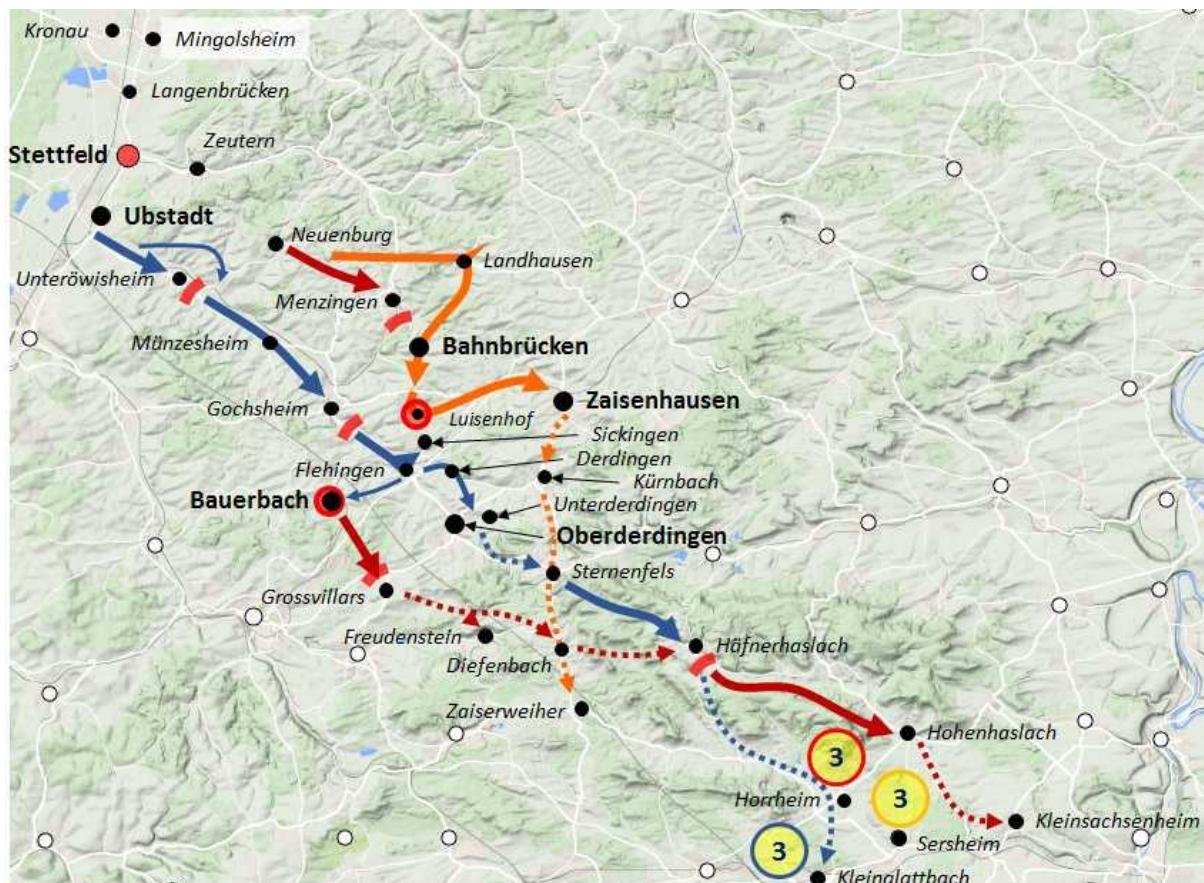 Kronau
Mingolsheim
Langenbrücken
Zeutern
Stettfeld
Ubstadt
Neuenburg
Landhausen
Unteröwisheim
Menzingen
Münzesheim
Bahnbrücken
Zaisenhausen
Gochsheim
Luisenhof
Sickingen
Derdingen
Flehingen
Kürnbach
Bauerbach
Unterderdingen
Oberderdingen
Sternenfels
Grossvillars
Freudenstein
Häfnerhaslach
Diefenbach
Zaiserweiher
Hohenhaslach
3
Horrheim
3
Kleinsachsenheim
Sersheim
3
Kleinglattbach